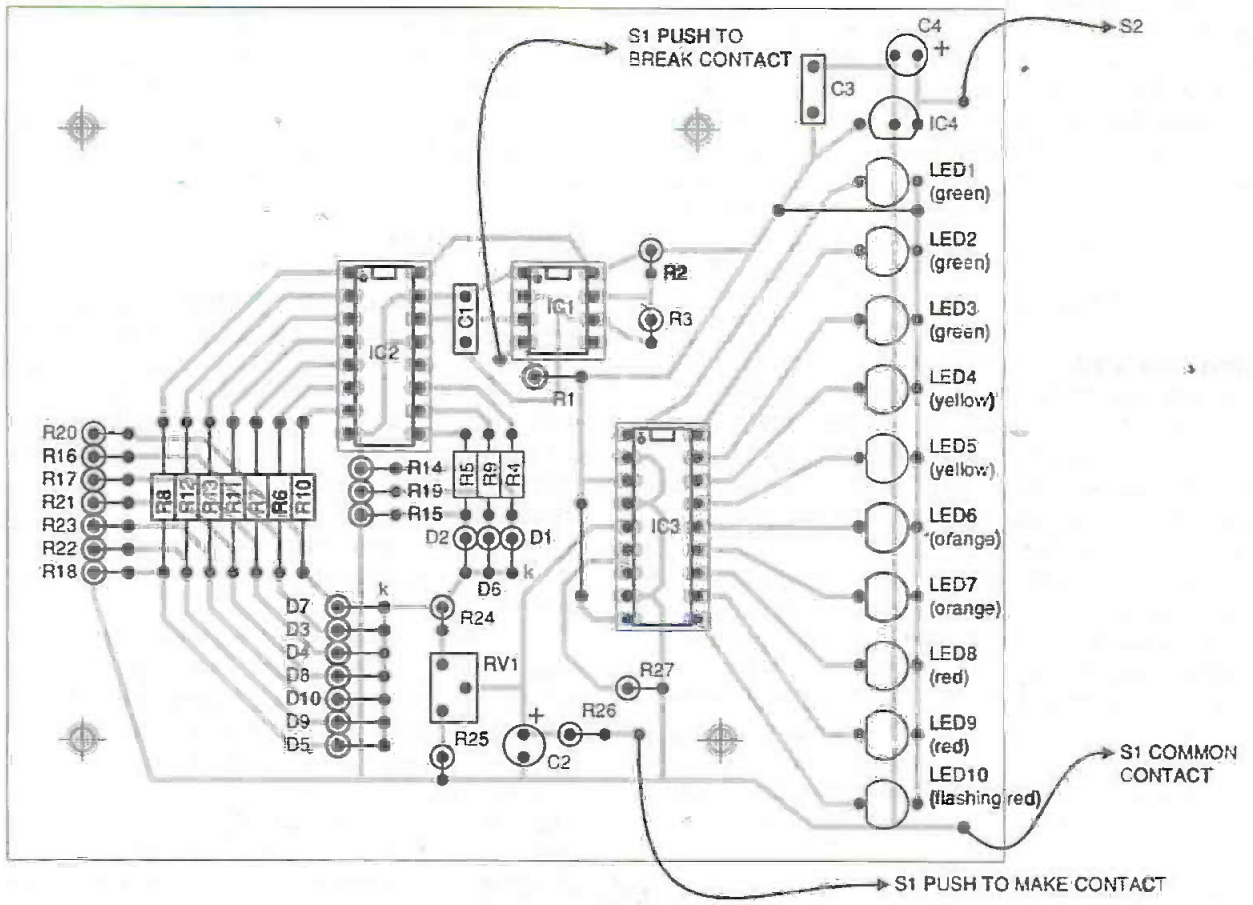 S1 PUSH TO
BREAK CONTACT
C4
+
S2
C3
IC4
LED1
(green)
LED2
(green)
LED3
(green)
LED4
(yellow)
LED5
(yellow)
LED6
(orange)
LED7
(orange)
LED8
(red)
LED9
(red)
LED10
(flashing red)
R2
R3
IC1
C1
IC2
R1
R20
R16
R17
R21
R23
R22
R18
R8
R12
R13
R11
R7
R6
R10
R14
R19
R15
R5
R9
R4
D2
D1
D6
k
IC3
D7
k
D3
D4
D8
D10
D9
D5
R24
RV1
R25
+
C2
R26
R27
S1 COMMON
CONTACT
S1 PUSH TO MAKE CONTACT